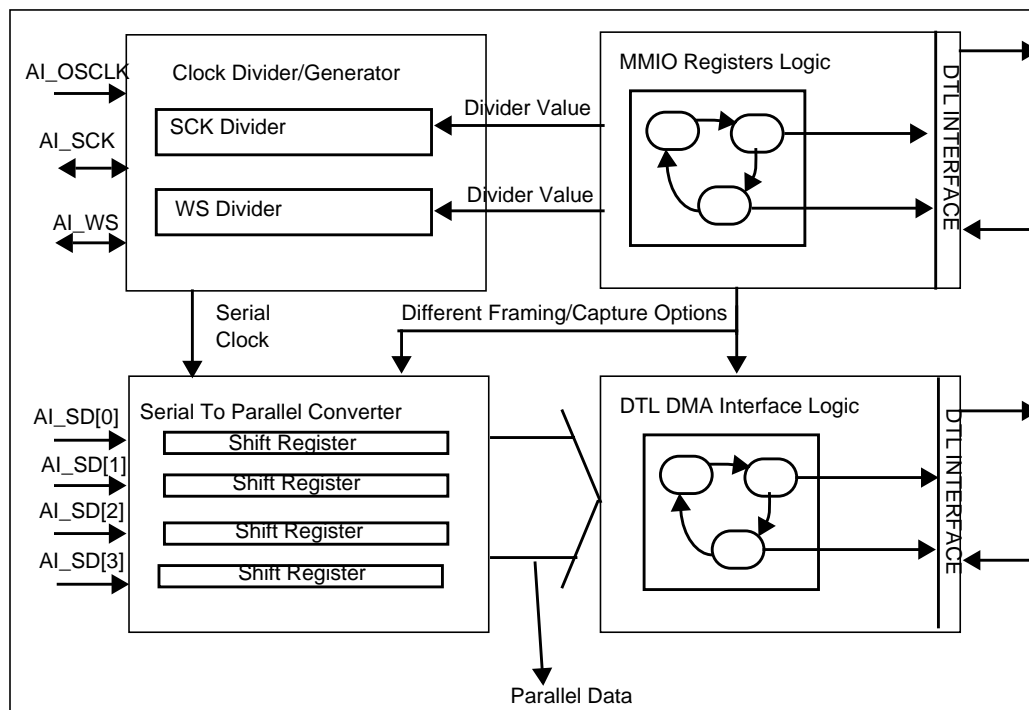 AI_OSCLK
Clock Divider/Generator
MMIO Registers Logic
DTL INTERFACE
SCK Divider
Divider Value
AI_SCK
WS Divider
Divider Value
AI_WS
Serial
Clock
Different Framing/Capture Options
AI_SD[0]
Serial To Parallel Converter
DTL DMA Interface Logic
DTL INTERFACE
Shift Register
AI_SD[1]
Shift Register
AI_SD[2]
Shift Register
AI_SD[3]
Shift Register
Parallel Data